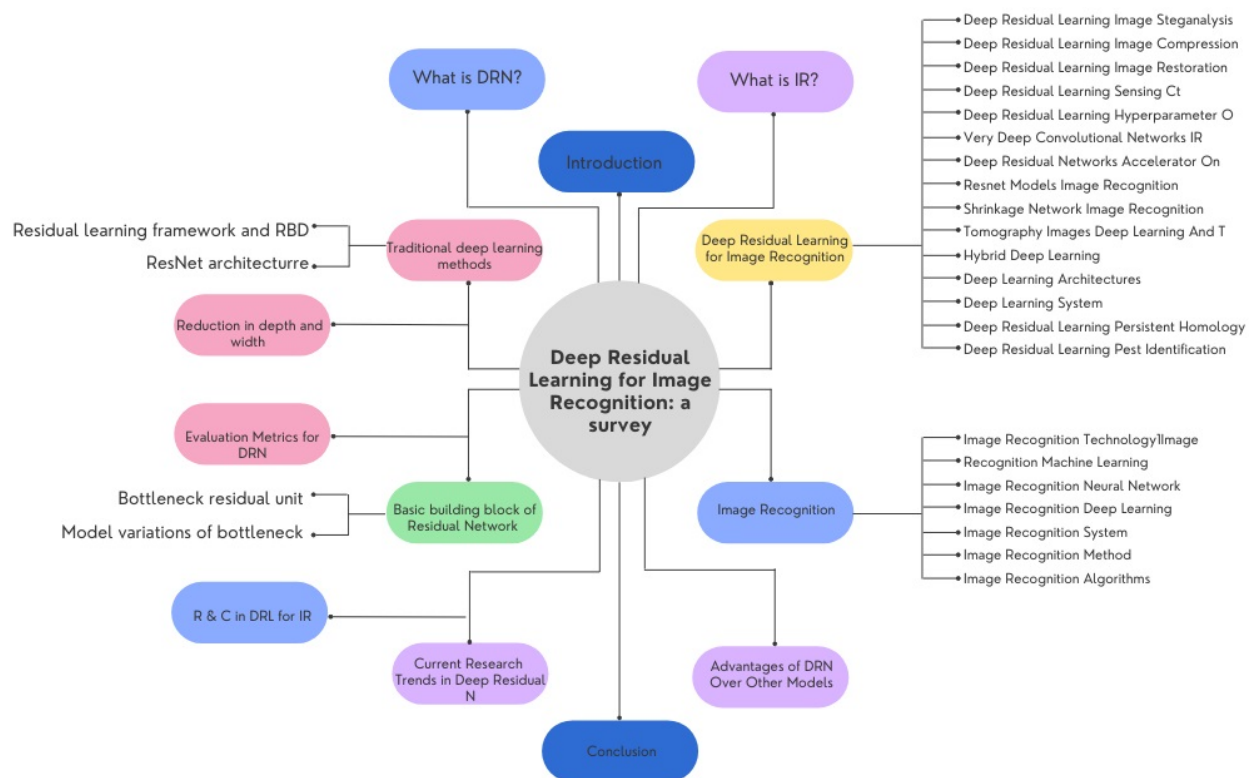 What is DRN?
What is IR?
Introduction
Residual learning framework and RBD
ResNet architecturre
Traditional deep learning
methods
Reduction in depth and
width
Evaluation Metrics for
DRN
Bottleneck residual unit
Model variations of bottleneck
Basic building block of
Residual Network
R & C in DRL for IR
Current Research
Trends in Deep Residual
N
Deep Residual
Learning for Image
Recognition: a
survey
Deep Residual Learning
for Image Recognition
Deep Residual Learning Image Steganalysis
Deep Residual Learning Image Compression
Deep Residual Learning Image Restoration
Deep Residual Learning Sensing Ct
Deep Residual Learning Hyperparameter O
Very Deep Convolutional Networks IR
Deep Residual Networks Accelerator On
Resnet Models Image Recognition
Shrinkage Network Image Recognition
Tomography Images Deep Learning And T
Hybrid Deep Learning
Deep Learning Architectures
Deep Learning System
Deep Residual Learning Persistent Homology
Deep Residual Learning Pest Identification
Image Recognition
Image Recognition Technology1Image
Recognition Machine Learning
Image Recognition Neural Network
Image Recognition Deep Learning
Image Recognition System
Image Recognition Method
Image Recognition Algorithms
Advantages of DRN
Over Other Models
Conclusion